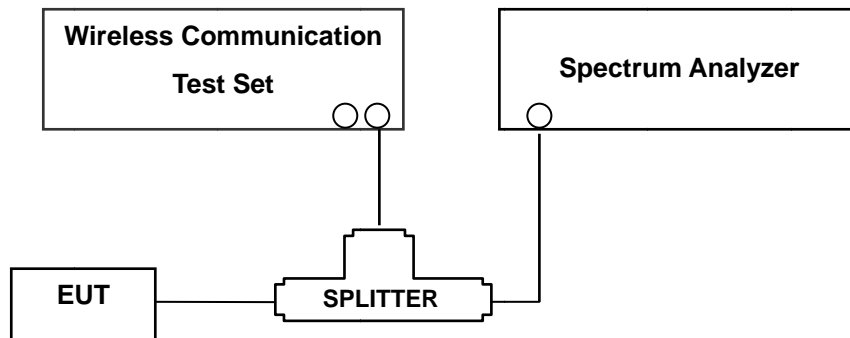 Wireless Communication
Test Set
Spectrum Analyzer
EUT
SPLITTER